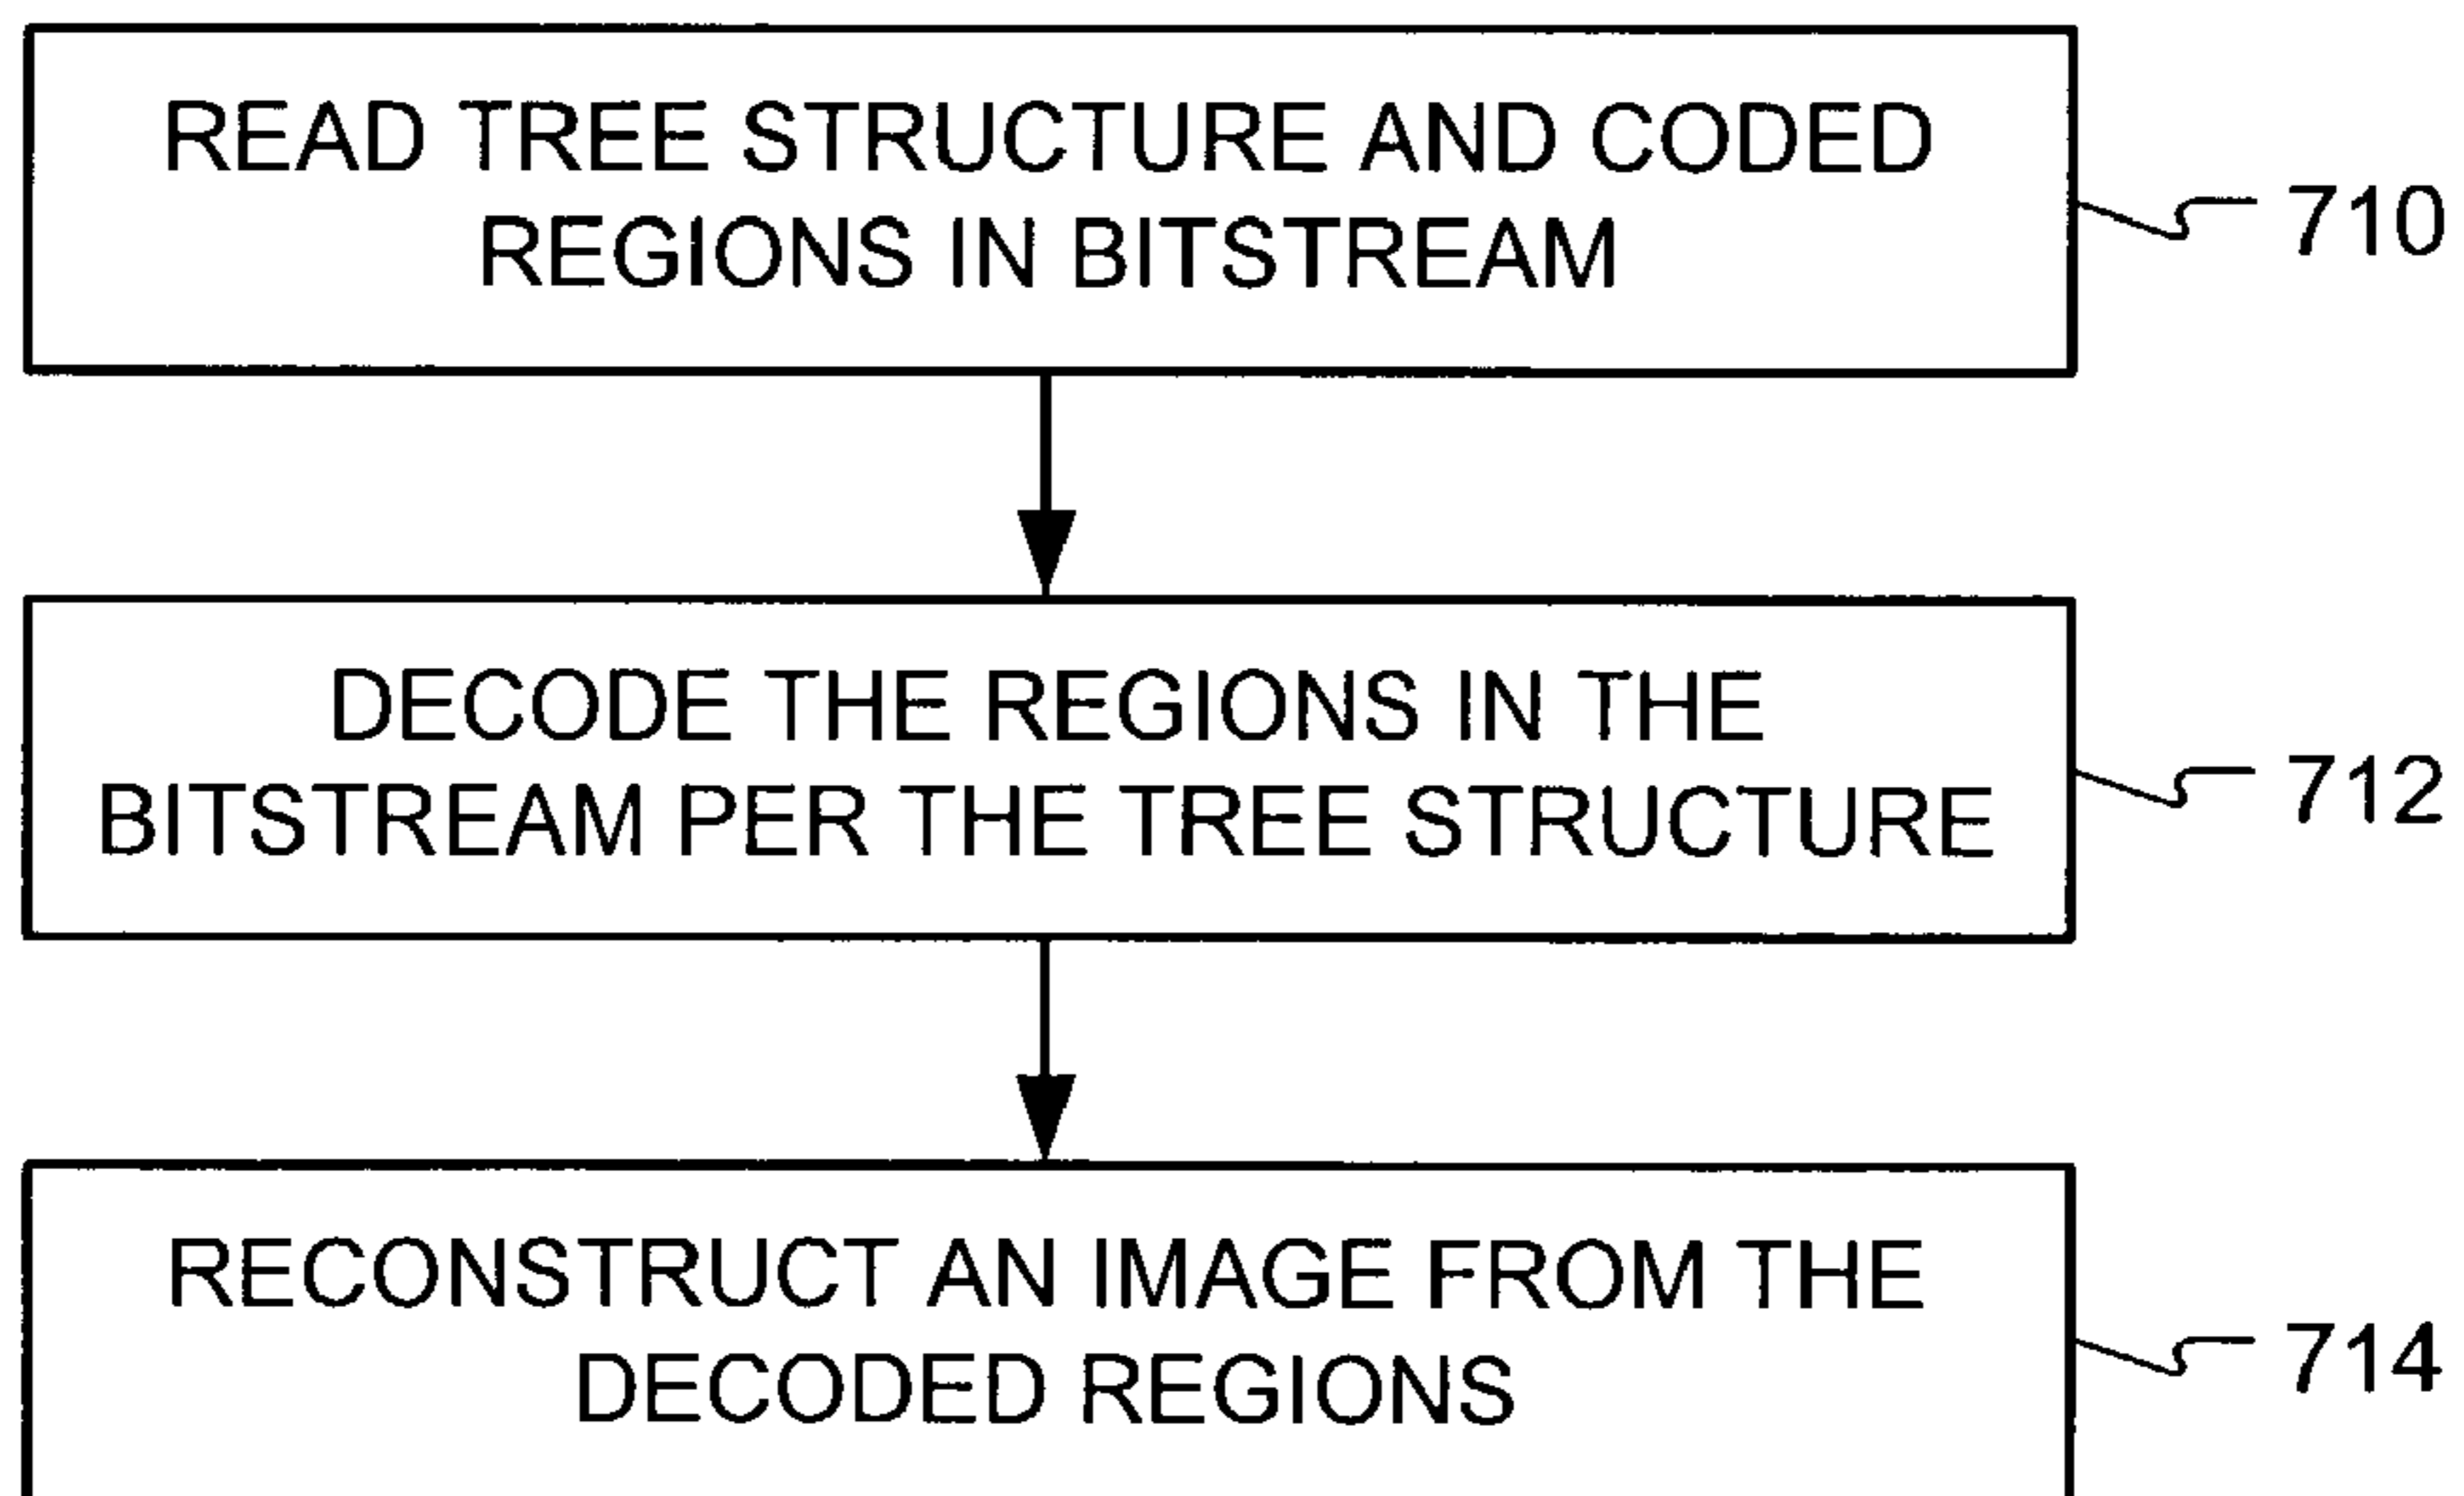 READ TREE STRUCTURE AND CODED
REGIONS IN BITSTREAM
710
DECODE THE REGIONS IN THE
BITSTREAM PER THE TREE STRUCTURE
712
RECONSTRUCT AN IMAGE FROM THE
DECODED REGIONS
714